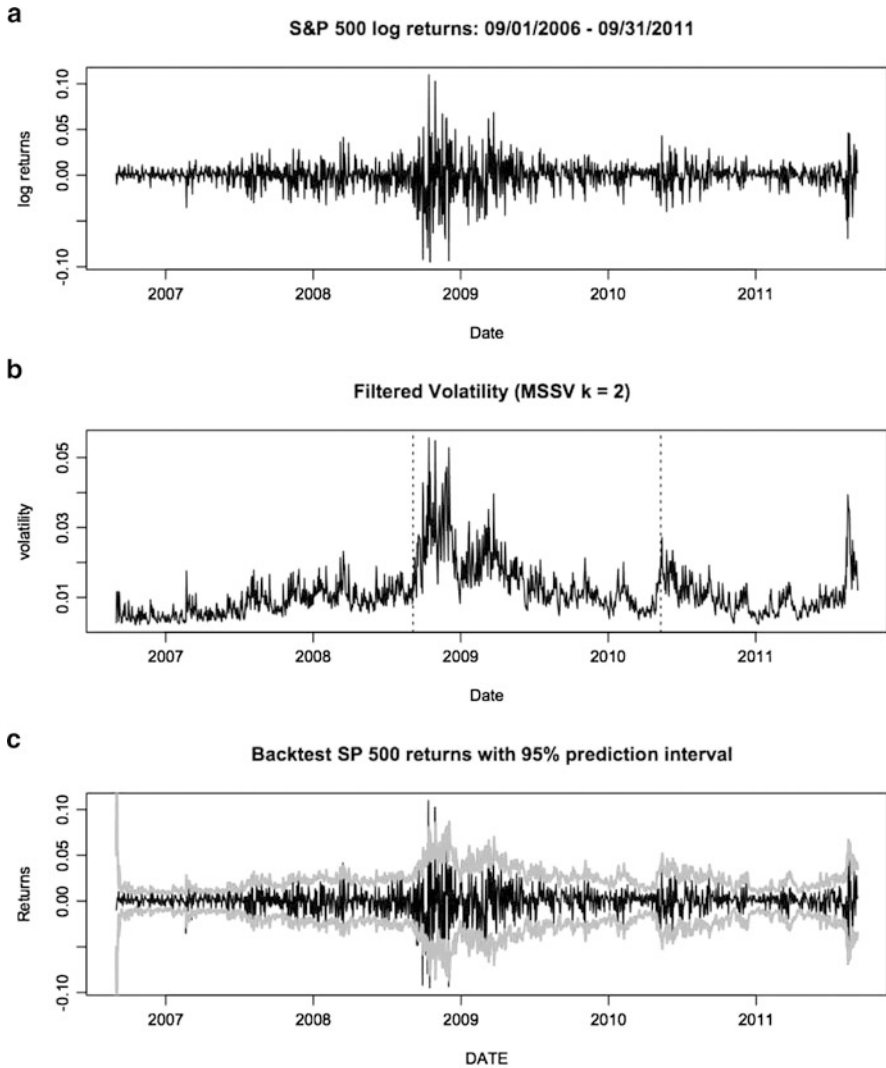 a
S&P 500 log returns: 09/01/2006 - 09/31/2011
log returns
0.10
0.05
0.00
-0.10
2007 2008 2009 2010 2011
Date
b
Filtered Volatility (MSSV k = 2)
volatility
0.05
0.03
0.01
2007 2008 2009 2010 2011
Date
c
Backtest SP 500 returns with 95% prediction interval
Returns
0.10
0.05
0.00
-0.10
2007 2008 2009 2010 2011
DATE